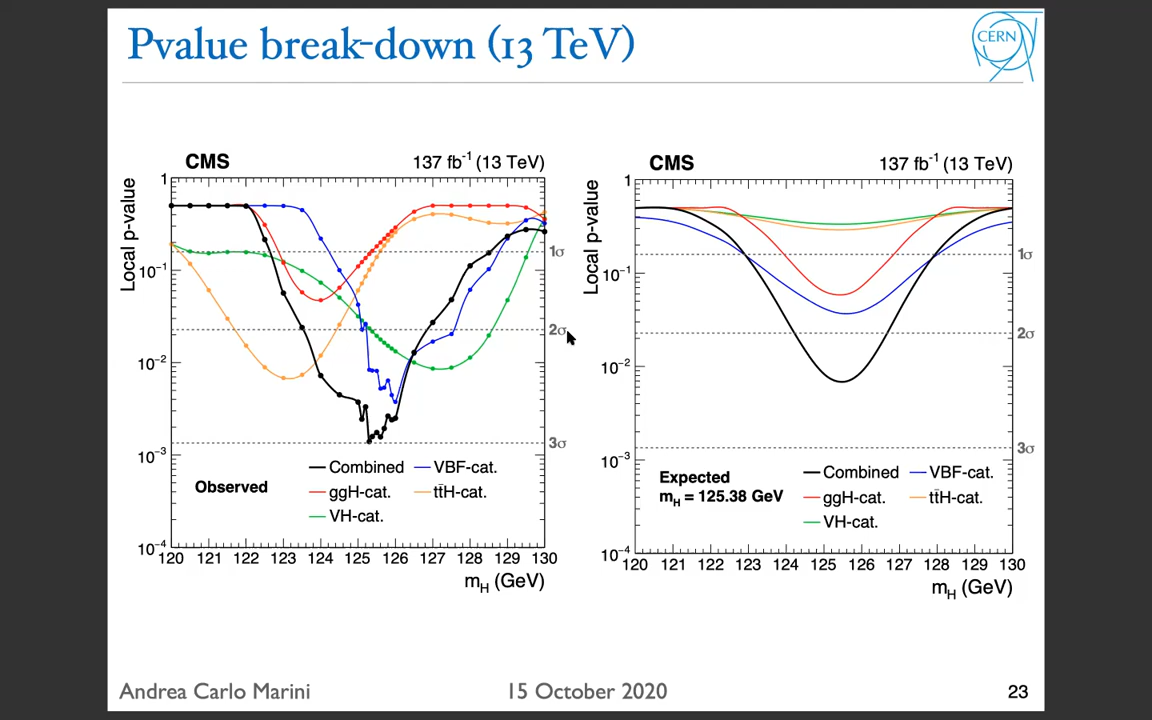 Pvalue break-down (13 TeV)
CERN
CMS
137 fb⁻¹ (13 TeV)
Local p-value
1
10⁻¹
10⁻²
10⁻³
10⁻⁴
1σ
2σ
3σ
Observed
Combined
VBF-cat.
ggH-cat.
tt̄H-cat.
VH-cat.
120 121 122 123 124 125 126 127 128 129 130
m_H (GeV)
CMS
137 fb⁻¹ (13 TeV)
Local p-value
1
10⁻¹
10⁻²
10⁻³
10⁻⁴
1σ
2σ
3σ
Expected
m_H = 125.38 GeV
Combined
VBF-cat.
ggH-cat.
tt̄H-cat.
VH-cat.
120 121 122 123 124 125 126 127 128 129 130
m_H (GeV)
Andrea Carlo Marini
15 October 2020
23